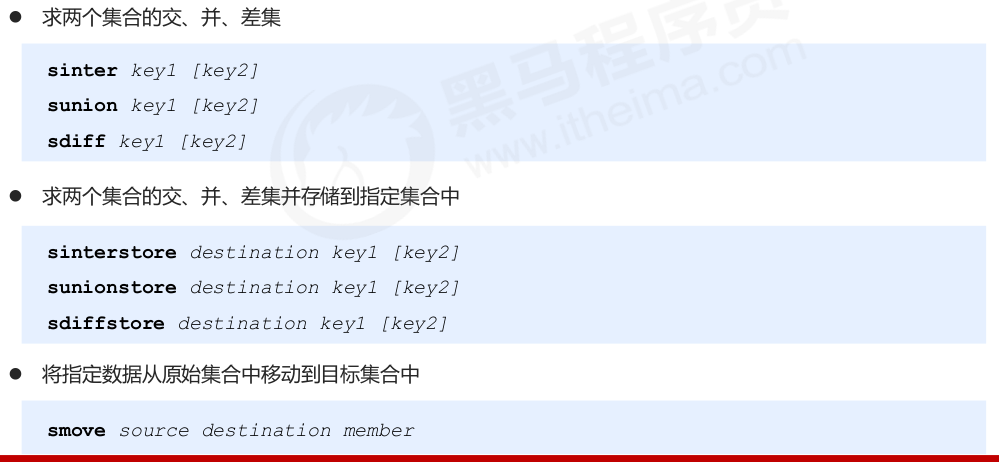 ● 求两个集合的交、并、差集
sinter key1 [key2]
sunion key1 [key2]
sdiff key1 [key2]
● 求两个集合的交、并、差集并存储到指定集合中
sinterstore destination key1 [key2]
sunionstore destination key1 [key2]
sdiffstore destination key1 [key2]
● 将指定数据从原始集合中移动到目标集合中
smove source destination member
黑马程序员
www.itheima.com